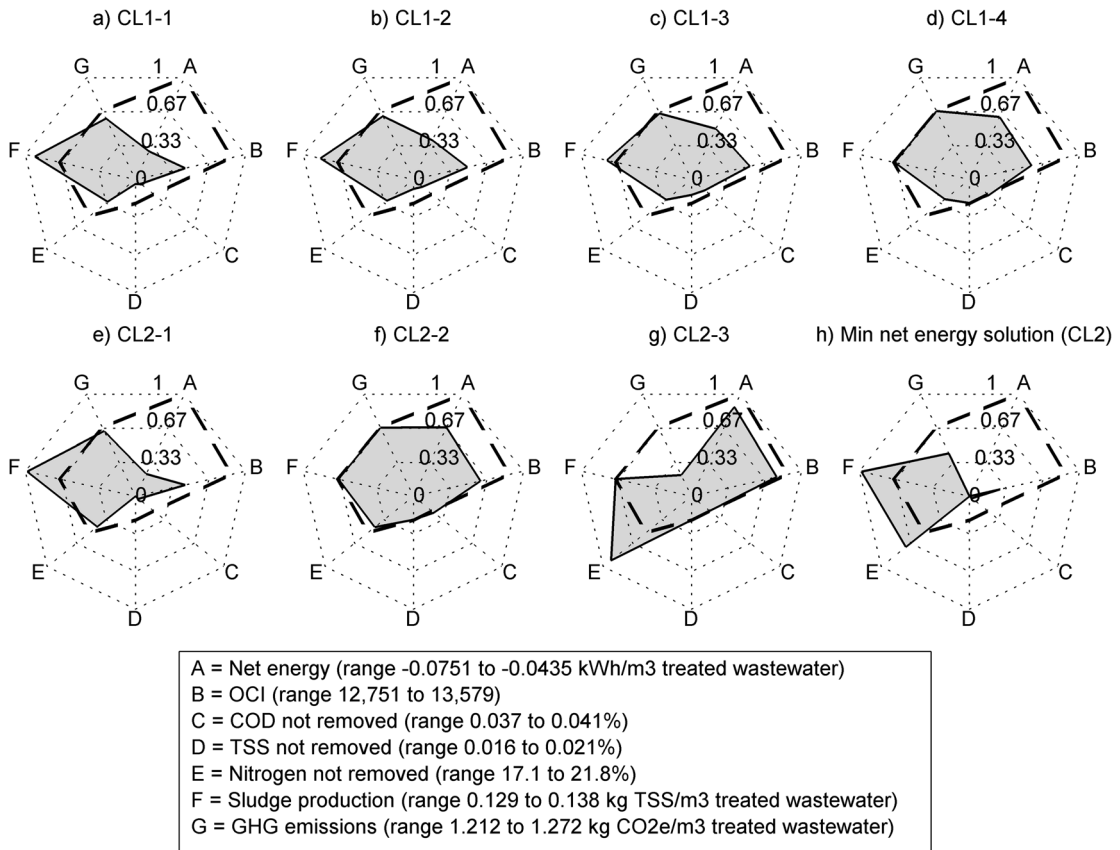 a) CL1-1
b) CL1-2
c) CL1-3
d) CL1-4
G 1 A
0.67
0.33
F B
0
E C
D
G 1 A
0.67
0.33
F B
0
E C
D
G 1 A
0.67
0.33
F B
0
E C
D
G 1 A
0.67
0.33
F B
0
E C
D
e) CL2-1
f) CL2-2
g) CL2-3
h) Min net energy solution (CL2)
G 1 A
0.67
0.33
F B
0
E C
D
G 1 A
0.67
0.33
F B
0
E C
D
G 1 A
0.67
0.33
F B
0
E C
D
G 1 A
0.67
0.33
F B
0
E C
D
A = Net energy (range -0.0751 to -0.0435 kWh/m3 treated wastewater)
B = OCI (range 12,751 to 13,579)
C = COD not removed (range 0.037 to 0.041%)
D = TSS not removed (range 0.016 to 0.021%)
E = Nitrogen not removed (range 17.1 to 21.8%)
F = Sludge production (range 0.129 to 0.138 kg TSS/m3 treated wastewater)
G = GHG emissions (range 1.212 to 1.272 kg CO2e/m3 treated wastewater)